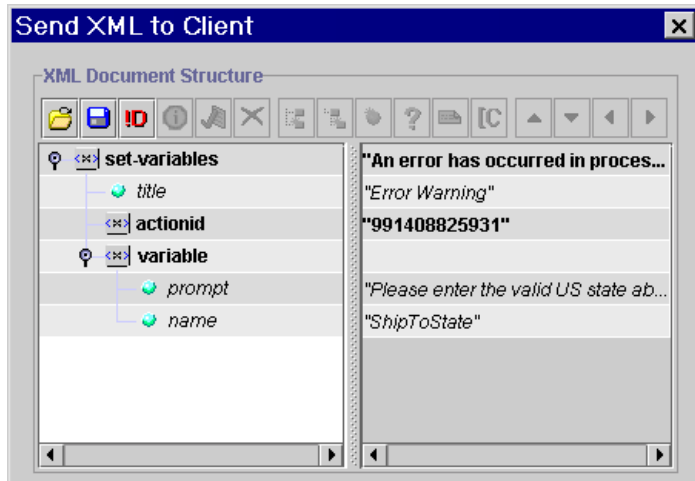 Send XML to Client
XML Document Structure
!D [C
set-variables "An error has occurred in proces...
title "Error Warning"
actionid "991408825931"
variable
prompt "Please enter the valid US state ab...
name "ShipToState"